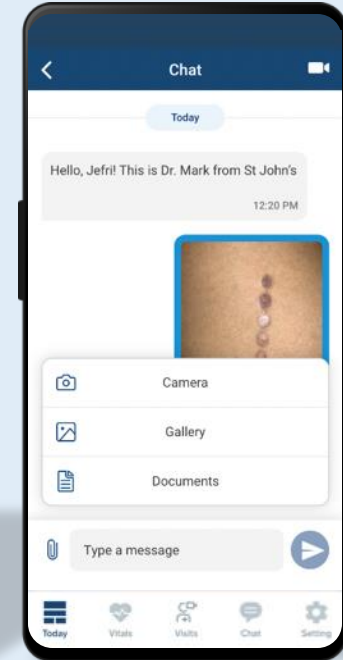 Chat
Today
Hello, Jefri! This is Dr. Mark from St John's
12:20 PM
Camera
Gallery
Documents
Type a message
Today Vitals Visits Chat Setting